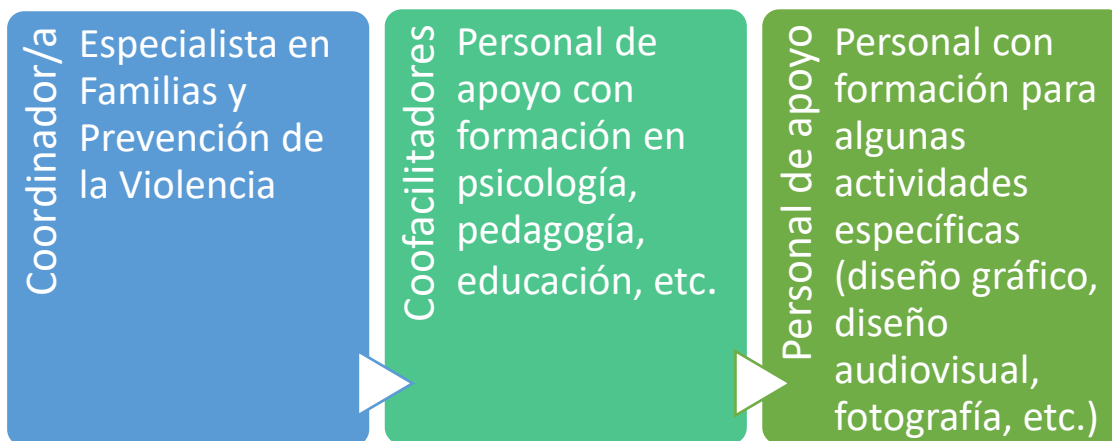 Coordinador/a
Especialista en
Familias y
Prevención de
la Violencia
Coofacilitadores
Personal de
apoyo con
formación en
psicología,
pedagogía,
educación, etc.
Personal de apoyo
Personal con
formación para
algunas
actividades
específicas
(diseño gráfico,
diseño
audiovisual,
fotografía, etc.)